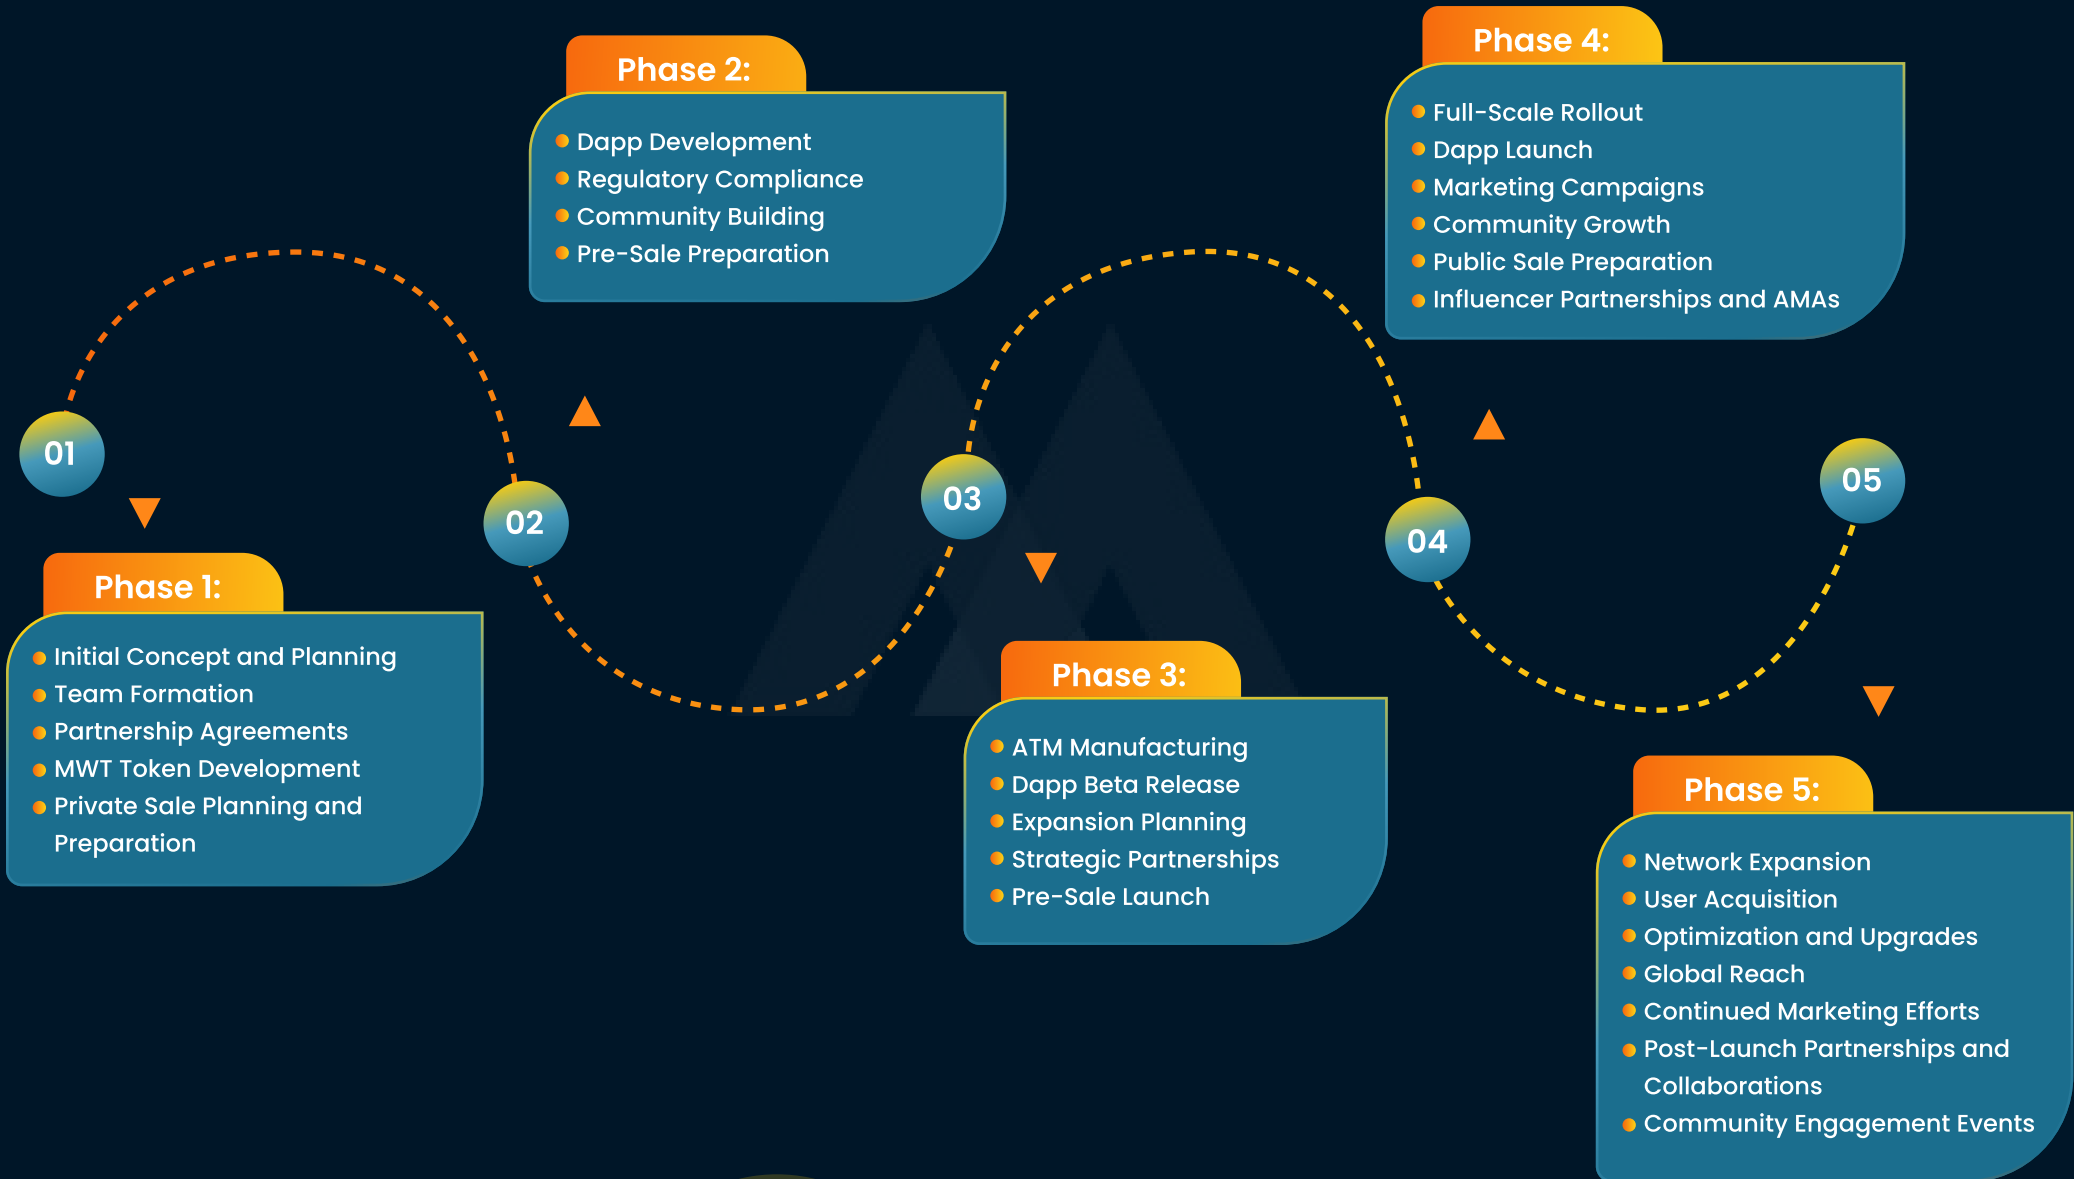 01
Phase 1:
Initial Concept and Planning
Team Formation
Partnership Agreements
MWT Token Development
Private Sale Planning and
Preparation
02
Phase 2:
Dapp Development
Regulatory Compliance
Community Building
Pre-Sale Preparation
03
Phase 3:
ATM Manufacturing
Dapp Beta Release
Expansion Planning
Strategic Partnerships
Pre-Sale Launch
04
Phase 4:
Full-Scale Rollout
Dapp Launch
Marketing Campaigns
Community Growth
Public Sale Preparation
Influencer Partnerships and AMAs
05
Phase 5:
Network Expansion
User Acquisition
Optimization and Upgrades
Global Reach
Continued Marketing Efforts
Post-Launch Partnerships and
Collaborations
Community Engagement Events